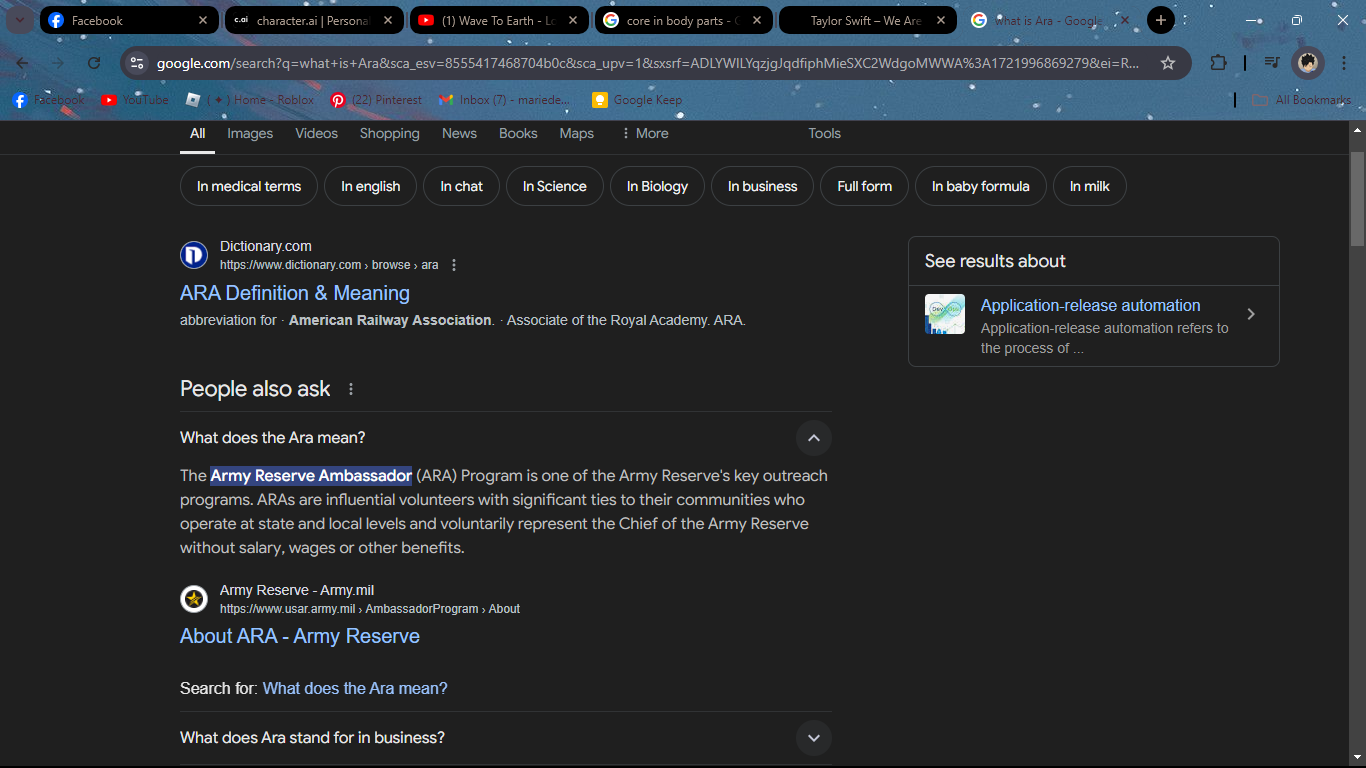 Facebook
c.ai character.ai | Personal
(1) Wave To Earth - Lo
core in body parts - G
Taylor Swift – We Are
what is Ara - Google
google.com/search?q=what+is+Ara&sca_esv=8555417468704b0c&sca_upv=1&sxsrf=ADLYWILYqzjgJqdfiphMieSXC2WdgoMWWA%3A1721996869279&ei=R...
Facebook
YouTube
( ✦ ) Home - Roblox
(22) Pinterest
Inbox (7) - manede...
Google Keep
All Bookmarks
All Images Videos Shopping News Books Maps More Tools
In medical terms In english In chat In Science In Biology In business Full form In baby formula In milk
Dictionary.com
https://www.dictionary.com › browse › ara
ARA Definition & Meaning
abbreviation for · American Railway Association. · Associate of the Royal Academy. ARA.
See results about
Application-release automation
Application-release automation refers to
the process of ...
People also ask
What does the Ara mean?
The Army Reserve Ambassador (ARA) Program is one of the Army Reserve's key outreach
programs. ARAs are influential volunteers with significant ties to their communities who
operate at state and local levels and voluntarily represent the Chief of the Army Reserve
without salary, wages or other benefits.
Army Reserve - Army.mil
https://www.usar.army.mil › AmbassadorProgram › About
About ARA - Army Reserve
Search for: What does the Ara mean?
What does Ara stand for in business?